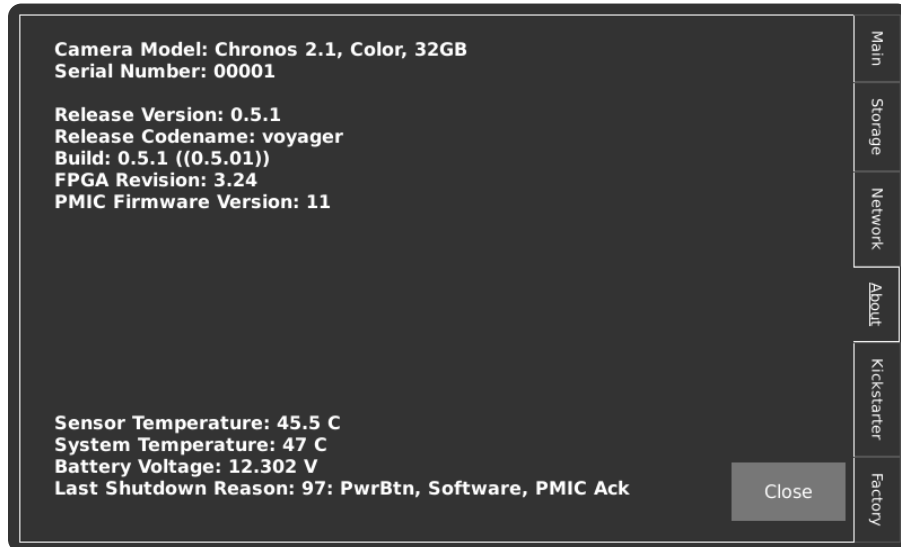 Camera Model: Chronos 2.1, Color, 32GB
Serial Number: 00001
Release Version: 0.5.1
Release Codename: voyager
Build: 0.5.1 ((0.5.01))
FPGA Revision: 3.24
PMIC Firmware Version: 11
Sensor Temperature: 45.5 C
System Temperature: 47 C
Battery Voltage: 12.302 V
Last Shutdown Reason: 97: PwrBtn, Software, PMIC Ack
Close
Main
Storage
Network
About
Kickstarter
Factory